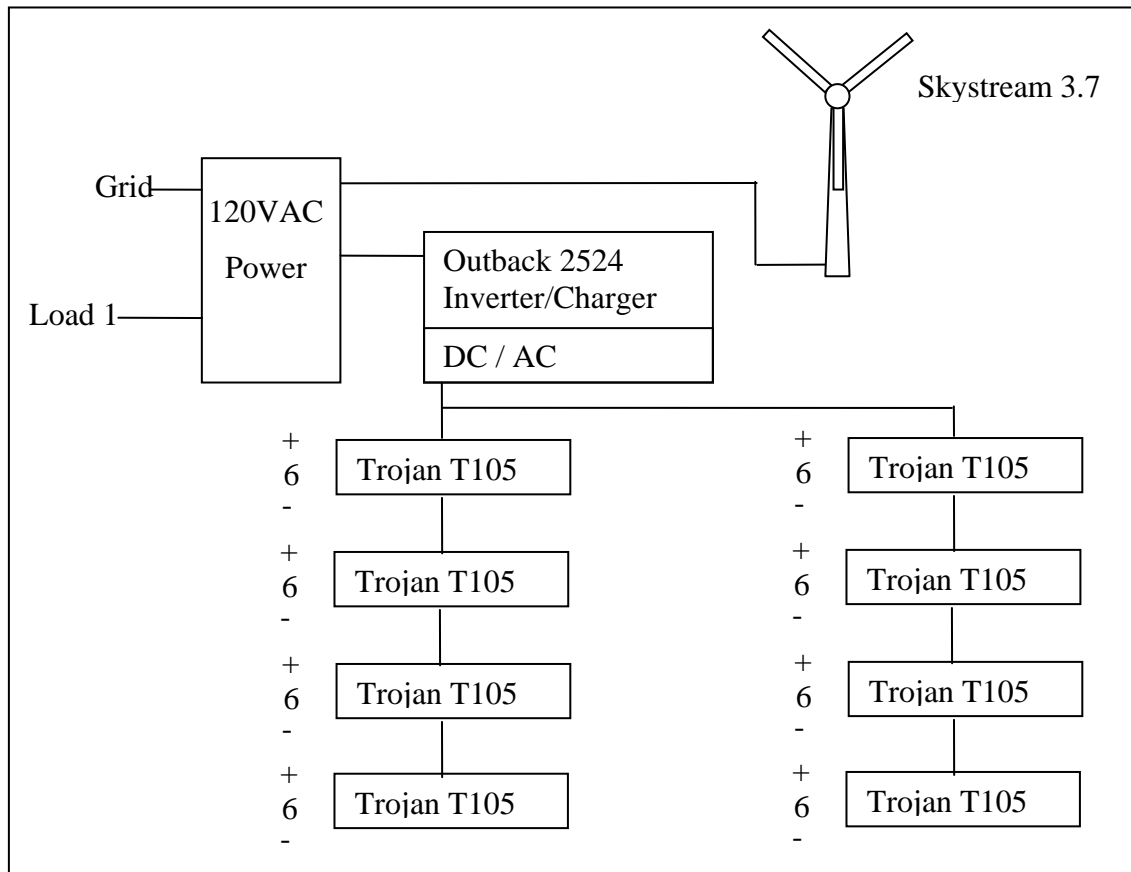 Skystream 3.7
Grid
120VAC
Power
Load 1
Outback 2524
Inverter/Charger
DC / AC
+
6
-
Trojan T105
+
6
-
Trojan T105
+
6
-
Trojan T105
+
6
-
Trojan T105
+
6
-
Trojan T105
+
6
-
Trojan T105
+
6
-
Trojan T105
+
6
-
Trojan T105